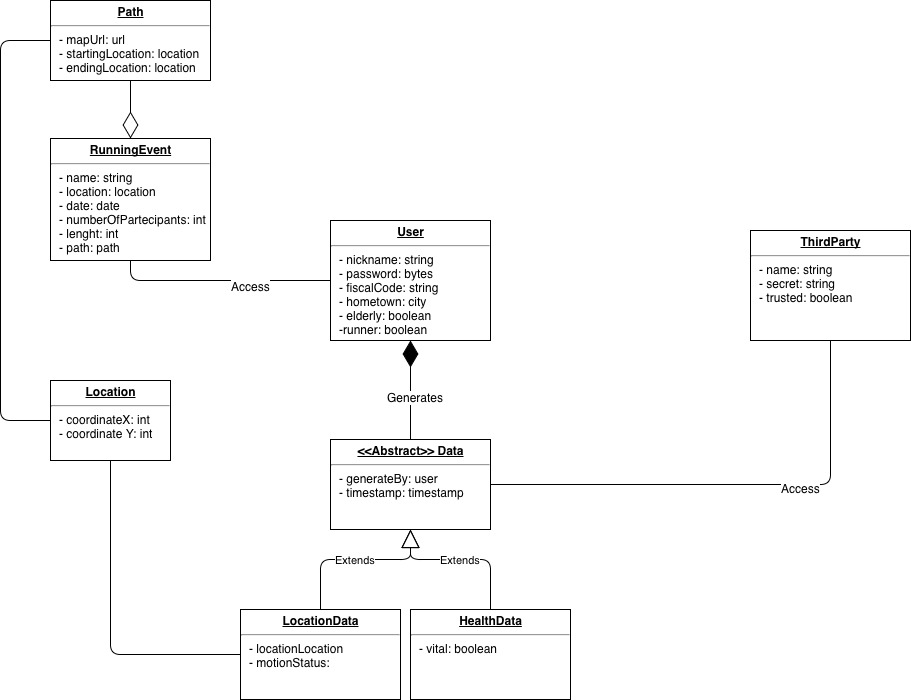 Path
- mapUrl: url
- startingLocation: location
- endingLocation: location
RunningEvent
- name: string
- location: location
- date: date
- numberOfPartecipants: int
- lenght: int
- path: path
Access
User
- nickname: string
- password: bytes
- fiscalCode: string
- hometown: city
- elderly: boolean
-runner: boolean
ThirdParty
- name: string
- secret: string
- trusted: boolean
Generates
Location
- coordinateX: int
- coordinate Y: int
<<Abstract>> Data
- generateBy: user
- timestamp: timestamp
Access
Extends
Extends
LocationData
- locationLocation
- motionStatus:
HealthData
- vital: boolean